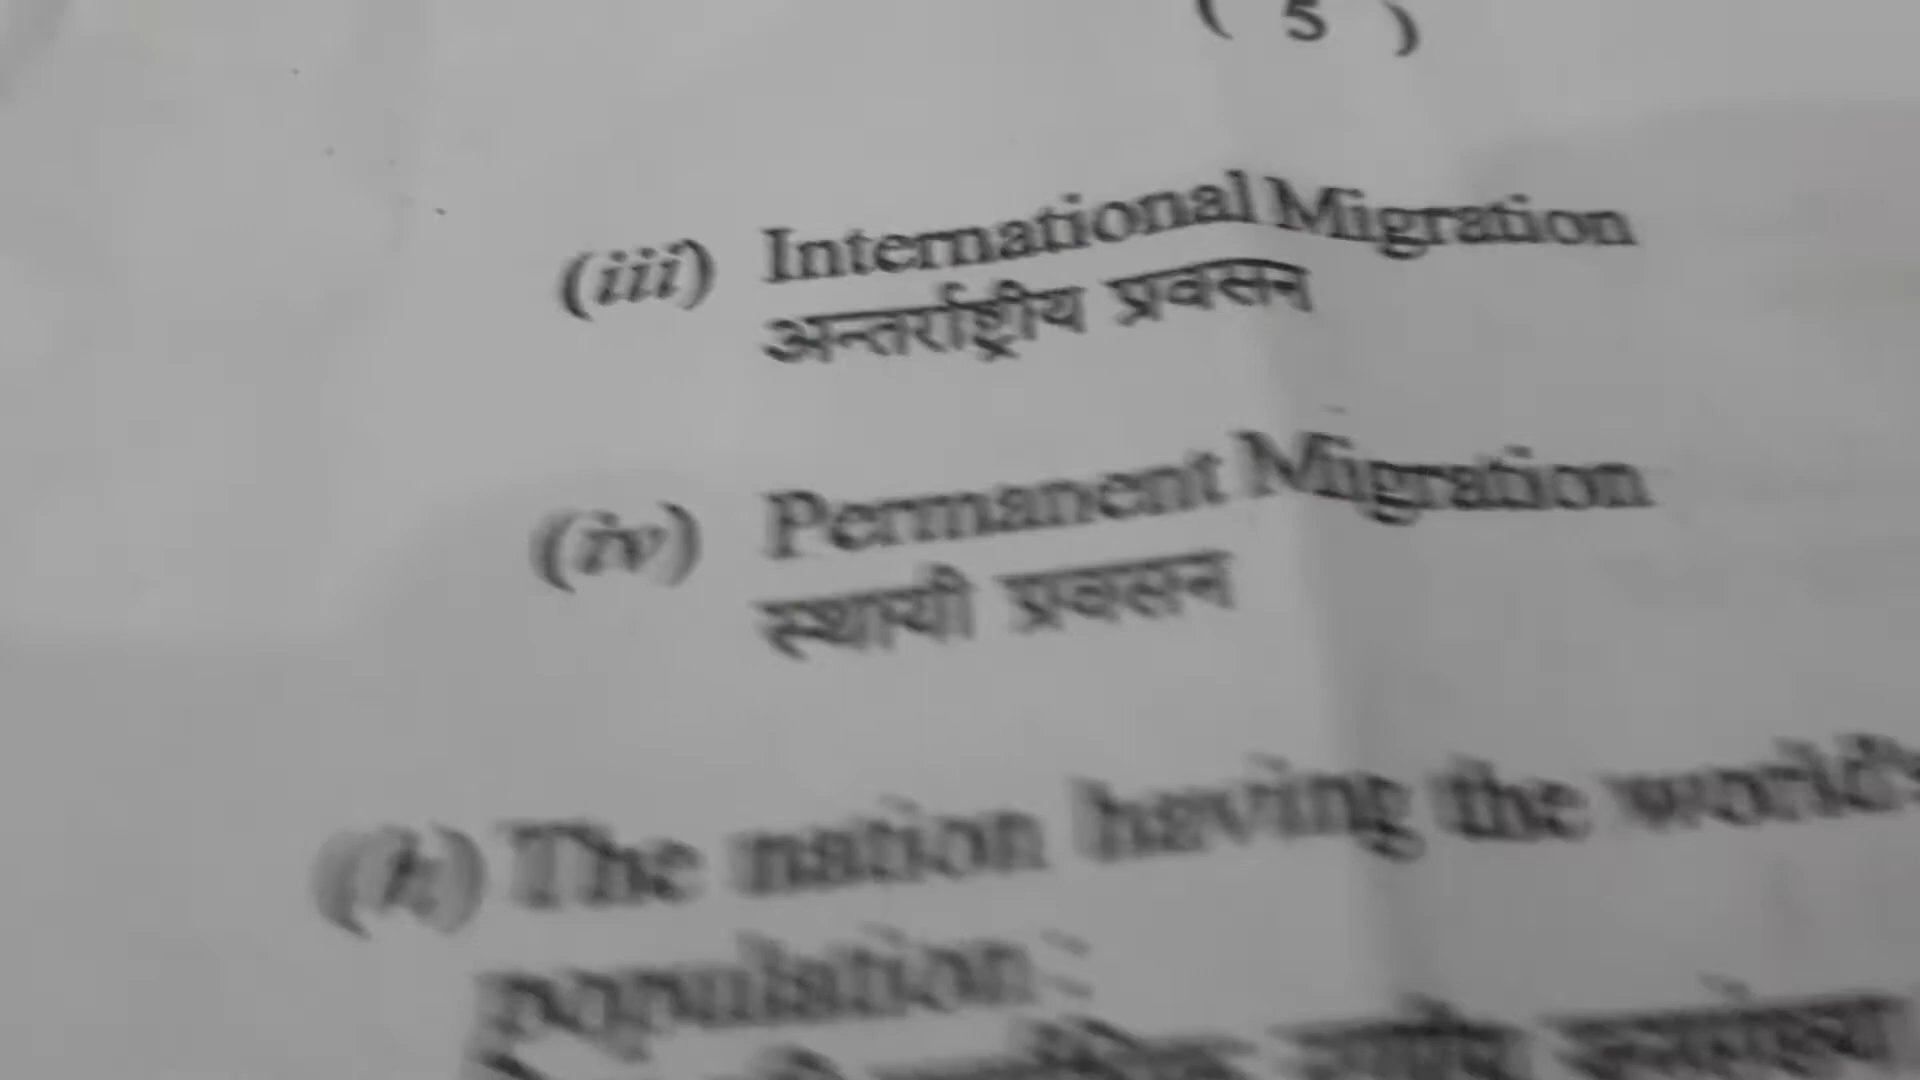 ( 5 )
(iii) International Migration
अन्तर्राष्ट्रीय प्रवसन
(iv) Permanent Migration
स्थायी प्रवसन
(h) The nation having the world's
population :